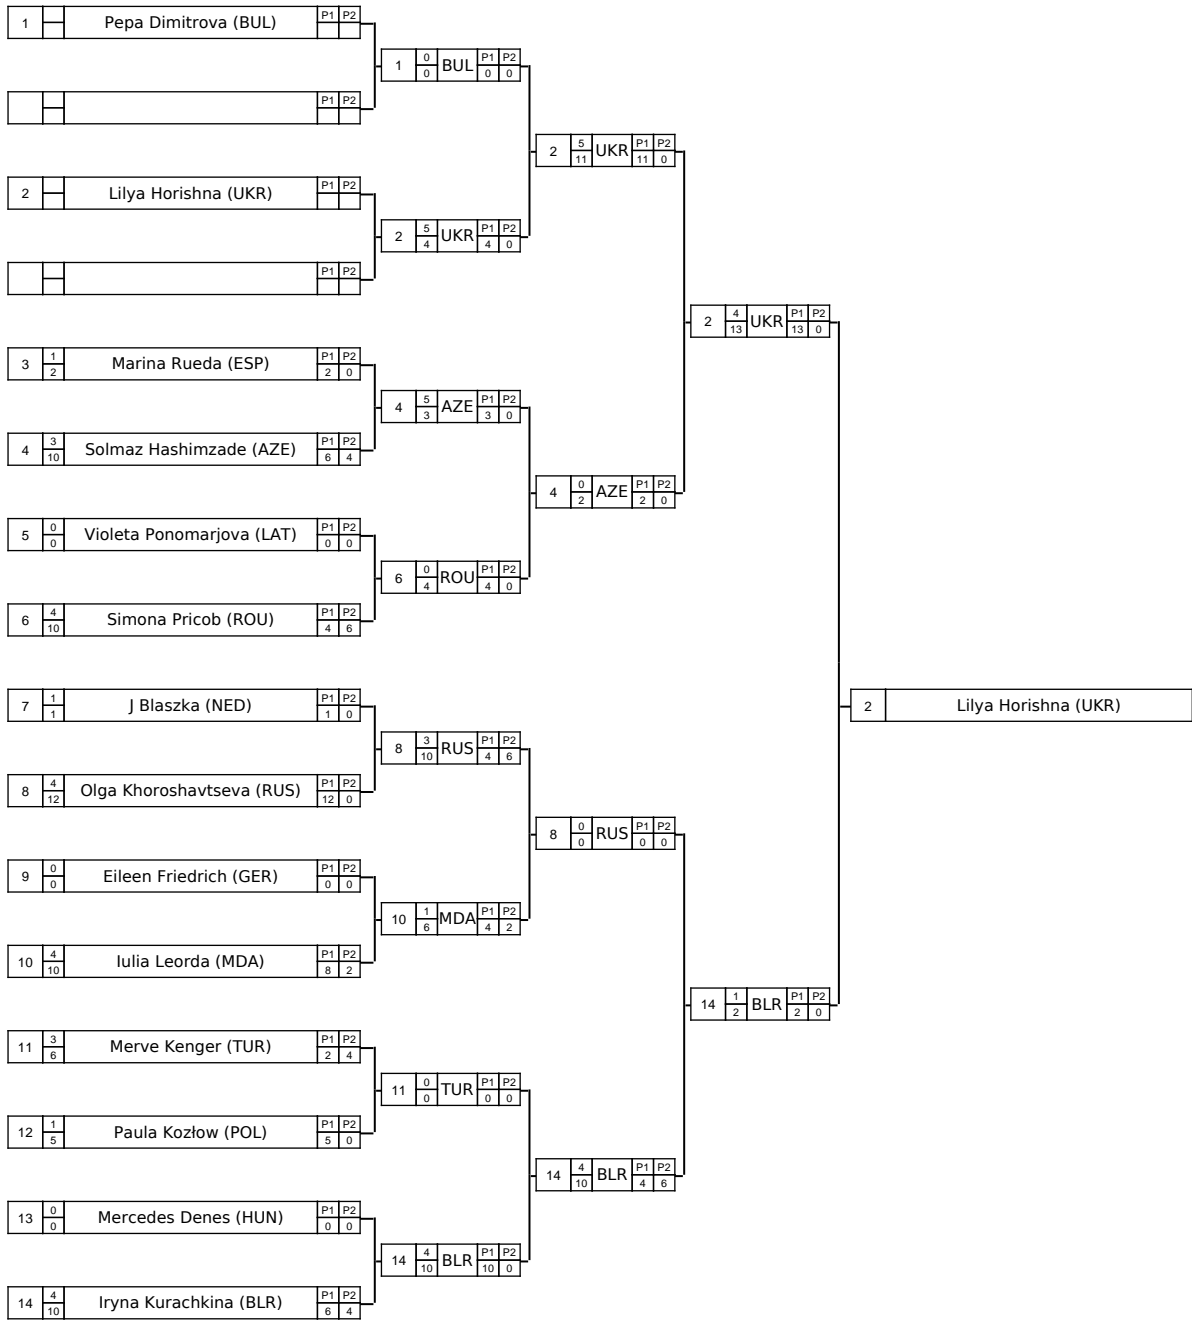 1 Pepa Dimitrova (BUL) P1 P2
1 0 0 BUL P1 P2 0 0
P1 P2
2 5 11 UKR P1 P2 11 0
2 Lilya Horishna (UKR) P1 P2
2 5 4 UKR P1 P2 4 0
P1 P2
2 4 13 UKR P1 P2 13 0
3 1 2 Marina Rueda (ESP) P1 P2 2 0
4 5 3 AZE P1 P2 3 0
4 3 10 Solmaz Hashimzade (AZE) P1 P2 6 4
4 0 2 AZE P1 P2 2 0
5 0 0 Violeta Ponomarjova (LAT) P1 P2 0 0
6 0 4 ROU P1 P2 4 0
6 4 10 Simona Pricob (ROU) P1 P2 4 6
7 1 1 J Blaszka (NED) P1 P2 1 0
2 Lilya Horishna (UKR)
8 3 10 RUS P1 P2 4 6
8 4 12 Olga Khoroshavtseva (RUS) P1 P2 12 0
8 0 0 RUS P1 P2 0 0
9 0 0 Eileen Friedrich (GER) P1 P2 0 0
10 1 6 MDA P1 P2 4 2
10 4 10 Iulia Leorda (MDA) P1 P2 8 2
14 1 2 BLR P1 P2 2 0
11 3 6 Merve Kenger (TUR) P1 P2 2 4
11 0 0 TUR P1 P2 0 0
12 1 5 Paula Kozłow (POL) P1 P2 5 0
14 4 10 BLR P1 P2 4 6
13 0 0 Mercedes Denes (HUN) P1 P2 0 0
14 4 10 BLR P1 P2 10 0
14 4 10 Iryna Kurachkina (BLR) P1 P2 6 4